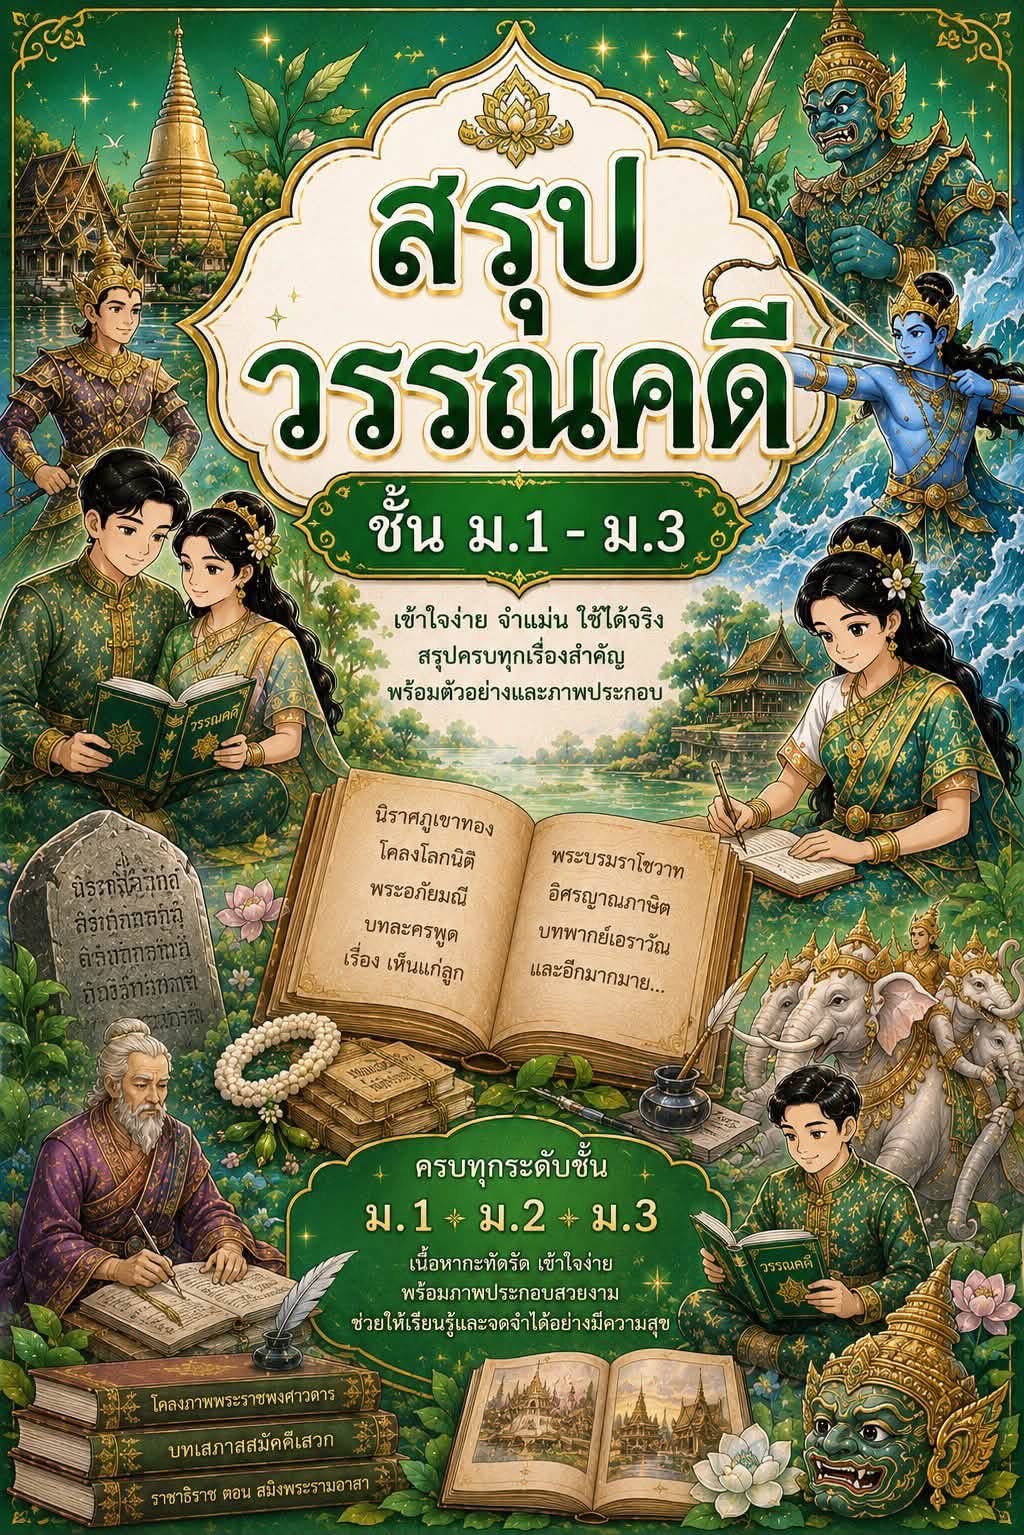 สรุป
วรรณคดี
ชั้น ม.1 - ม.3
เข้าใจง่าย จำแม่น ใช้ได้จริง
สรุปครบทุกเรื่องสำคัญ
พร้อมตัวอย่างและภาพประกอบ
วรรณคดี
นิราศภูเขาทอง
โคลงโลกนิติ
พระอภัยมณี
บทละครพูด
เรื่อง เห็นแก่ลูก
พระบรมราโชวาท
อิศรญาณภาษิต
บทพากย์เอราวัณ
และอีกมากมาย...
ครบทุกระดับชั้น
ม.1 ม.2 ม.3
เนื้อหากะทัดรัด เข้าใจง่าย
พร้อมภาพประกอบสวยงาม
ช่วยให้เรียนรู้และจดจำได้อย่างมีความสุข
วรรณคดี
โคลงภาพพระราชพงศาวดาร
บทเสภาสสมัคคีเสวก
ราชาธิราช ตอน สมิงพระรามอาสา